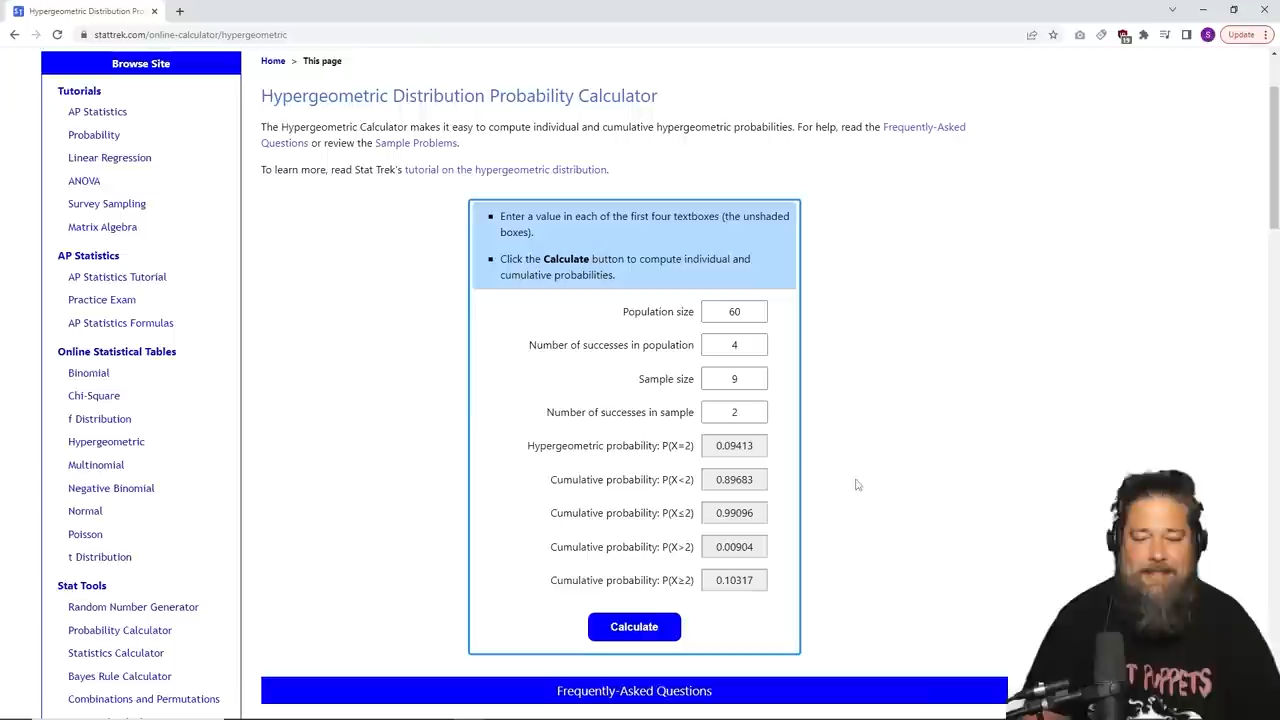 Hypergeometric Distribution Prob
stattrek.com/online-calculator/hypergeometric
19
S
Update
Browse Site
Tutorials
AP Statistics
Probability
Linear Regression
ANOVA
Survey Sampling
Matrix Algebra
AP Statistics
AP Statistics Tutorial
Practice Exam
AP Statistics Formulas
Online Statistical Tables
Binomial
Chi-Square
f Distribution
Hypergeometric
Multinomial
Negative Binomial
Normal
Poisson
t Distribution
Stat Tools
Random Number Generator
Probability Calculator
Statistics Calculator
Bayes Rule Calculator
Combinations and Permutations
Home > This page
Hypergeometric Distribution Probability Calculator
The Hypergeometric Calculator makes it easy to compute individual and cumulative hypergeometric probabilities. For help, read the Frequently-Asked
Questions or review the Sample Problems.
To learn more, read Stat Trek's tutorial on the hypergeometric distribution.
Enter a value in each of the first four textboxes (the unshaded
boxes).
Click the Calculate button to compute individual and
cumulative probabilities.
Population size 60
Number of successes in population 4
Sample size 9
Number of successes in sample 2
Hypergeometric probability: P(X=2) 0.09413
Cumulative probability: P(X<2) 0.89683
Cumulative probability: P(X≤2) 0.99096
Cumulative probability: P(X>2) 0.00904
Cumulative probability: P(X≥2) 0.10317
Calculate
Frequently-Asked Questions
T PUPPETS